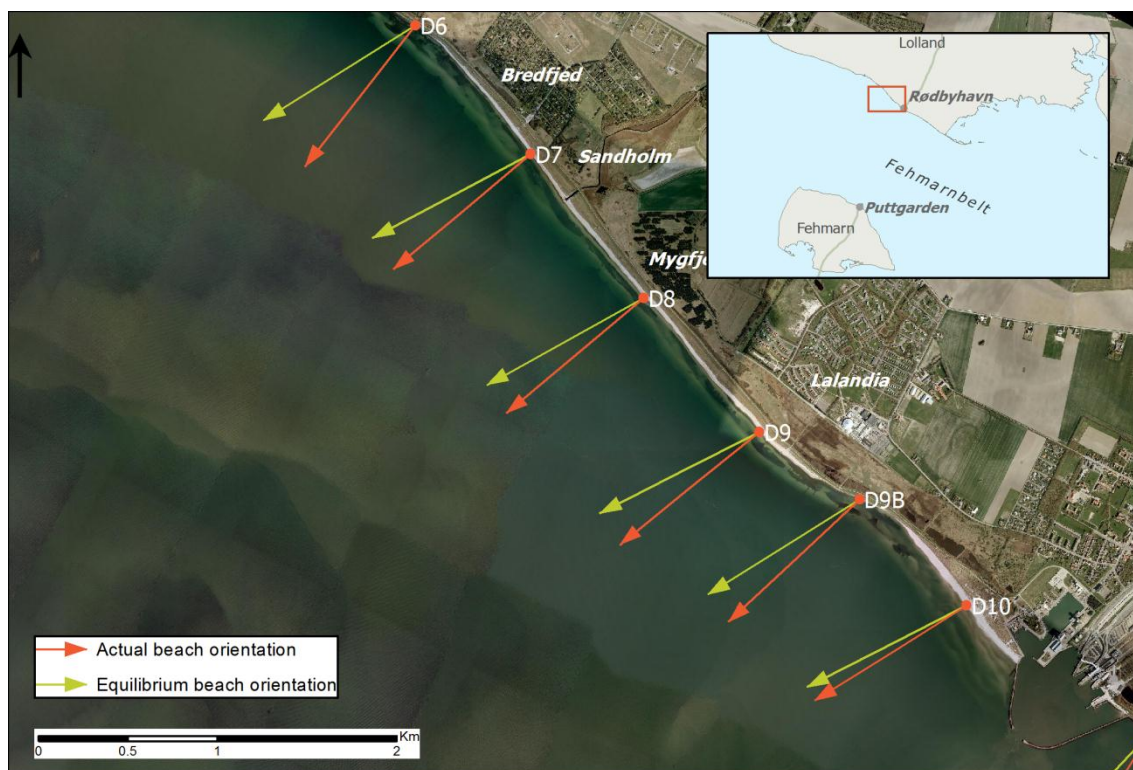 D6
Bredfjed
D7
Sandholm
Mygfje
D8
Lalandia
D9
D9B
D10
Lolland
Rødbyhavn
Fehmarnbelt
Puttgarden
Fehmarn
Actual beach orientation
Equilibrium beach orientation
Km
0 0.5 1 2